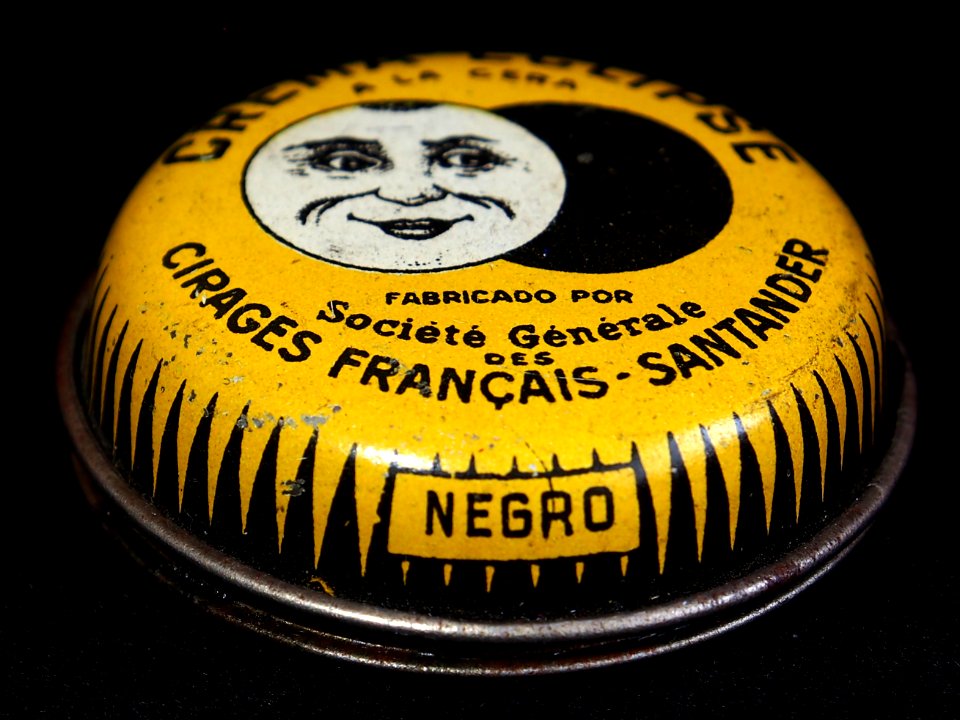 CREMA ECLIPSE
A LA CERA
FABRICADO POR
Société Générale
DES
CIRAGES FRANÇAIS - SANTANDER
NEGRO